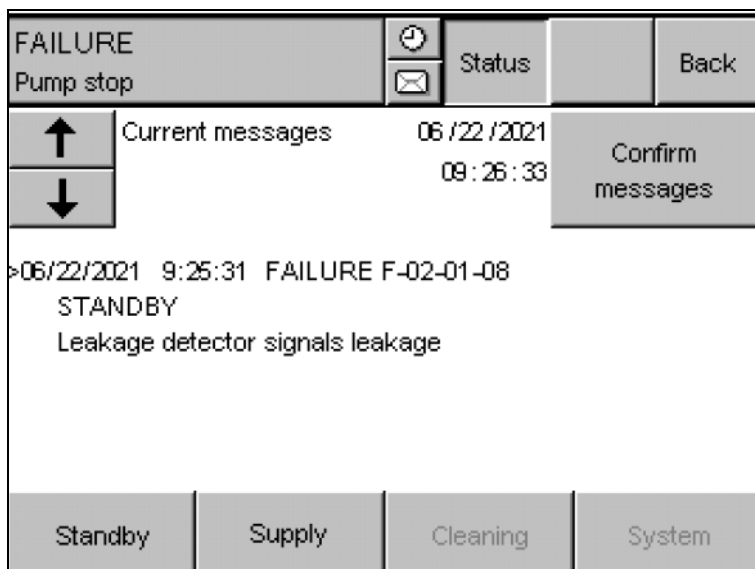 FAILURE
Pump stop
Status
Back
Current messages
06 /22 /2021
09 : 26 : 33
Confirm
messages
>06/22/2021 9:25:31 FAILURE F-02-01-08
STANDBY
Leakage detector signals leakage
Standby
Supply
Cleaning
System